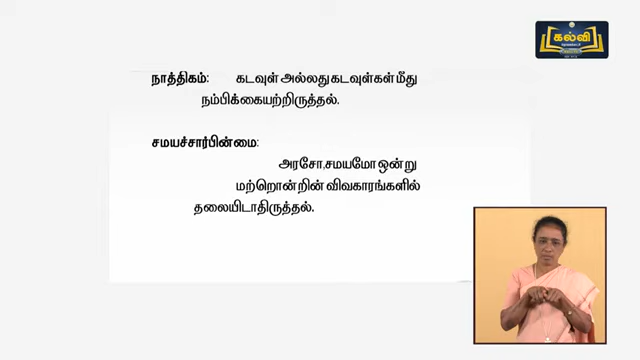 கல்வி
நாத்திகம்: கடவுள் அல்லது கடவுள்கள் மீது
நம்பிக்கையற்றிருத்தல்.
சமயச்சார்பின்மை:
அரசோ,சமயமோ ஒன்று
மற்றொன்றின் விவகாரங்களில்
தலையிடாதிருத்தல்.